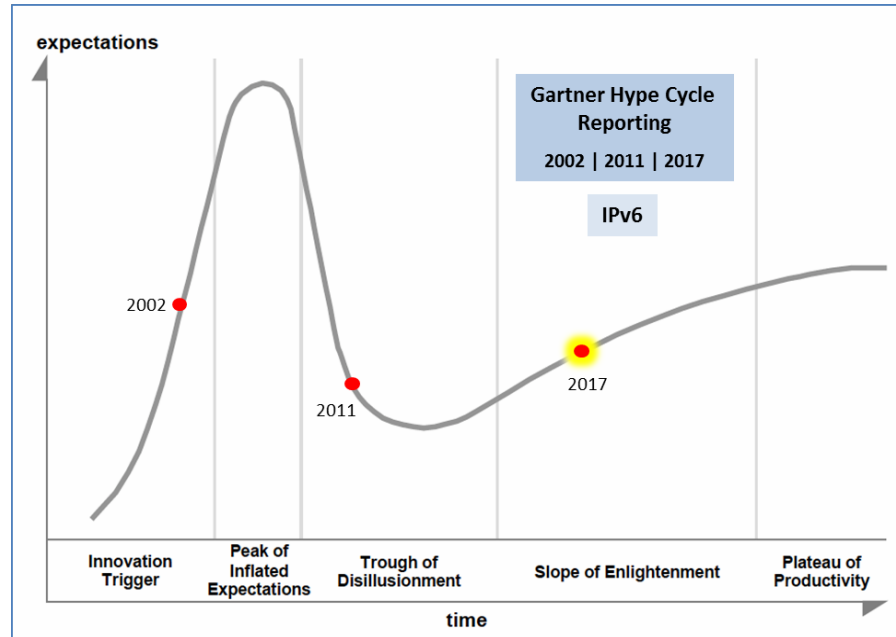 expectations
Gartner Hype Cycle
Reporting
2002 | 2011 | 2017
IPv6
2002
2011
2017
Innovation
Trigger
Peak of
Inflated
Expectations
Trough of
Disillusionment
Slope of Enlightenment
Plateau of
Productivity
time